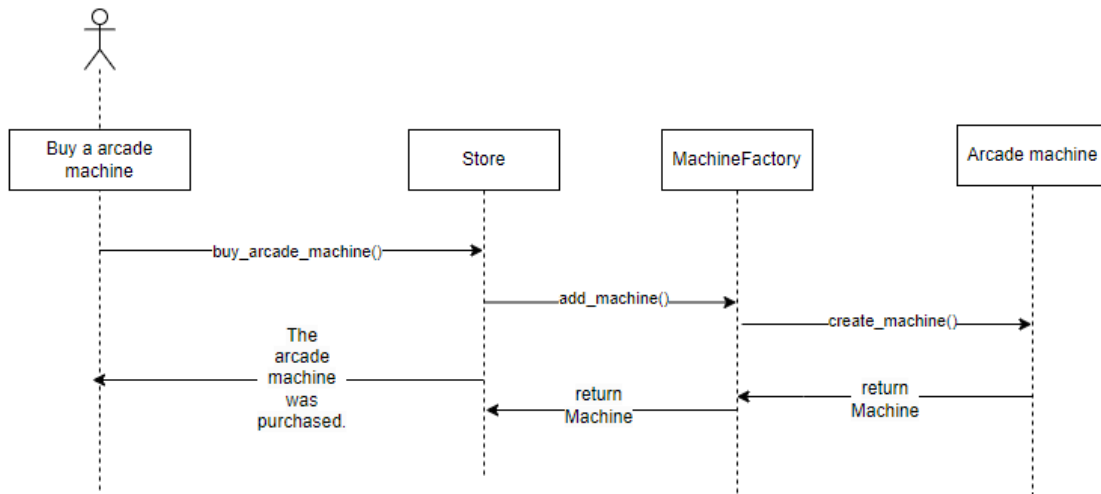 Buy a arcade
machine
Store
MachineFactory
Arcade machine
buy_arcade_machine()
add_machine()
create_machine()
The
arcade
machine
was
purchased.
return
Machine
return
Machine